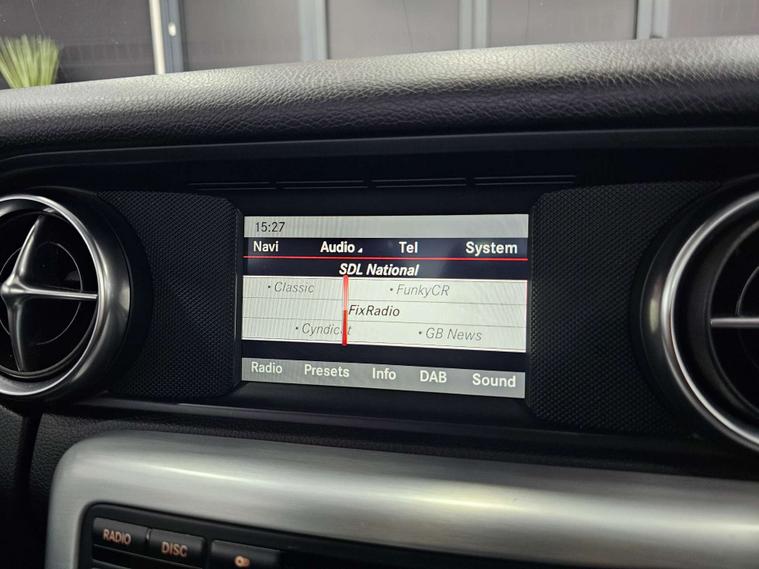 15:27
Navi Audio Tel System
SDL National
• Classic • FunkyCR
FixRadio
• Cyndicat • GB News
Radio Presets Info DAB Sound
RADIO DISC